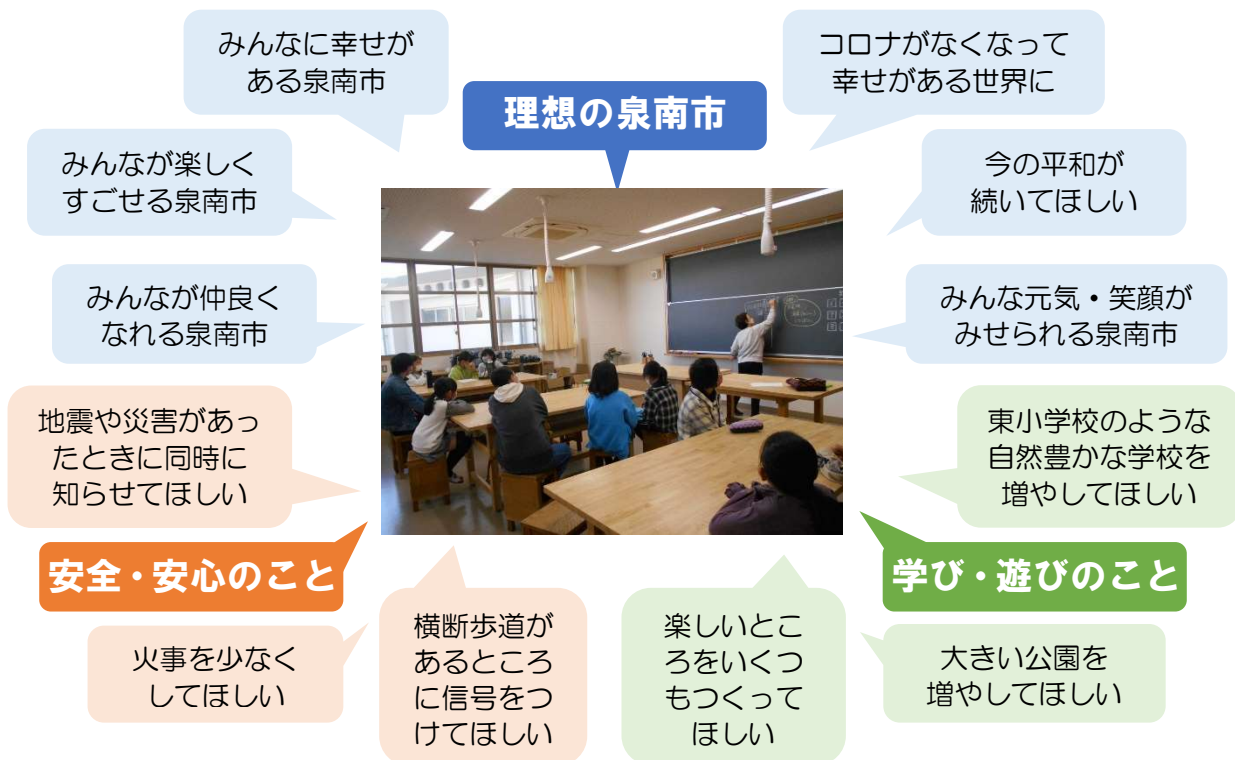 みんなに幸せが
ある泉南市
コロナがなくなって
幸せがある世界に
理想の泉南市
みんなが楽しく
すごせる泉南市
今の平和が
続いてほしい
みんなが仲良く
なれる泉南市
みんな元気・笑顔が
みせられる泉南市
地震や災害があっ
たときに同時に
知らせてほしい
東小学校のような
自然豊かな学校を
増やしてほしい
安全・安心のこと
学び・遊びのこと
火事を少なく
してほしい
横断歩道が
あるところ
に信号をつ
けてほしい
楽しいとこ
ろをいくつ
もつくって
ほしい
大きい公園を
増やしてほしい